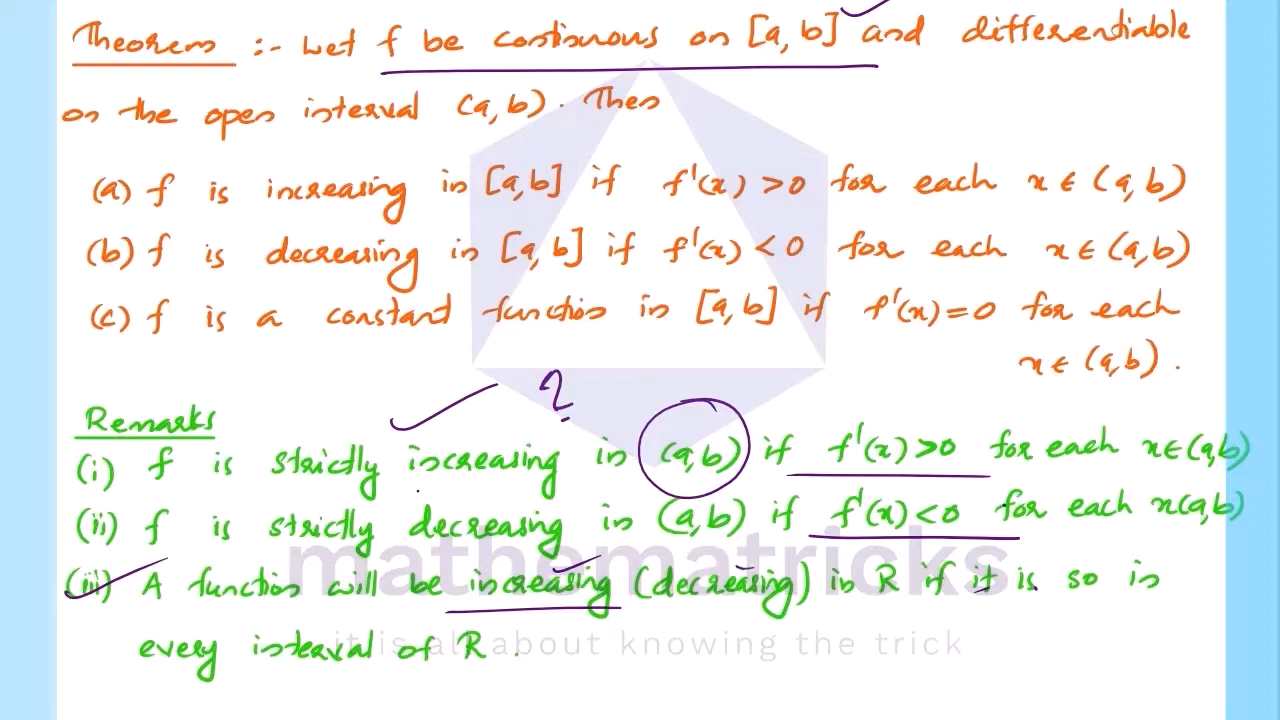 Theorem :- Let f be continuous on [a, b] and differentiable
on the open interval (a, b). Then
(a) f is increasing in [a, b] if f'(x) > 0 for each x ∈ (a, b)
(b) f is decreasing in [a, b] if f'(x) < 0 for each x ∈ (a, b)
(c) f is a constant function in [a, b] if f'(x) = 0 for each
x ∈ (a, b).
?
Remarks
(i) f is strictly increasing in (a, b) if f'(x) > 0 for each x ∈ (a, b)
(ii) f is strictly decreasing in (a, b) if f'(x) < 0 for each x (a, b)
mathematricks
(iii) A function will be increasing (decreasing) in R if it is so in
every interval of R.
it is all about knowing the trick